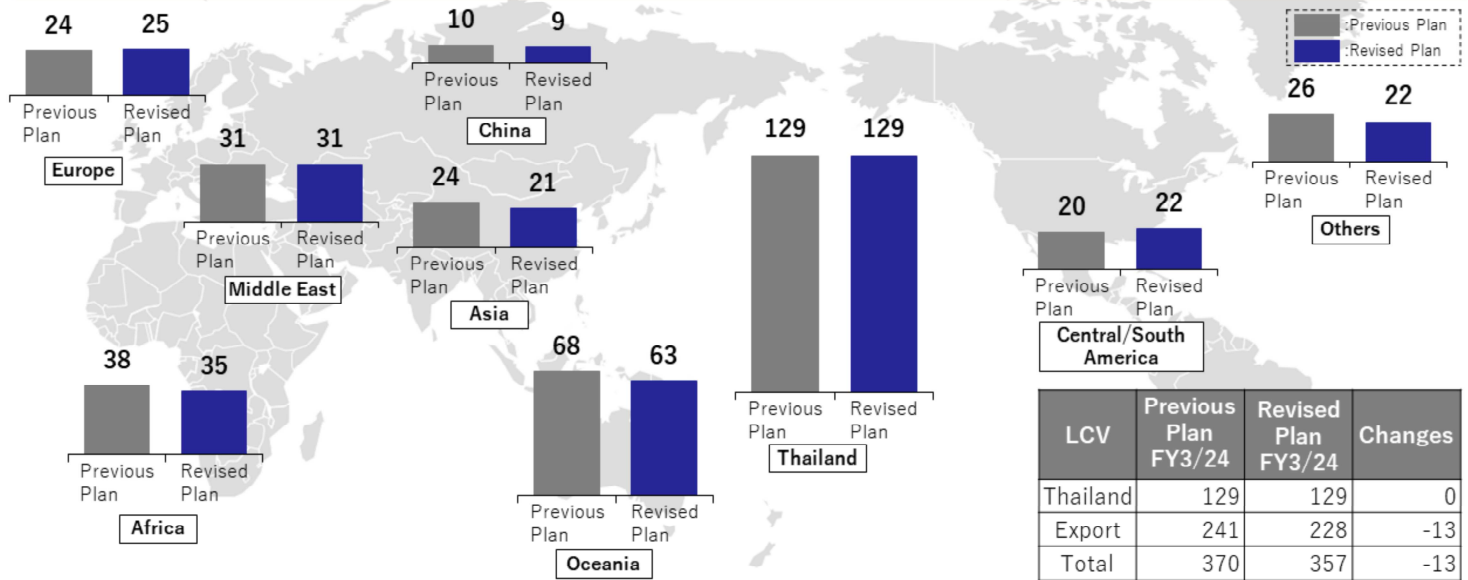 :Previous Plan
:Revised Plan
24 25
Previous Plan
Revised Plan
Europe
10 9
Previous Plan
Revised Plan
China
31 31
Previous Plan
Revised Plan
Middle East
24 21
Previous Plan
Revised Plan
Asia
38 35
Previous Plan
Revised Plan
Africa
68 63
Previous Plan
Revised Plan
Oceania
129 129
Previous Plan
Revised Plan
Thailand
20 22
Previous Plan
Revised Plan
Central/South
America
26 22
Previous Plan
Revised Plan
Others
LCV Previous Plan FY3/24 Revised Plan FY3/24 Changes
Thailand 129 129 0
Export 241 228 -13
Total 370 357 -13